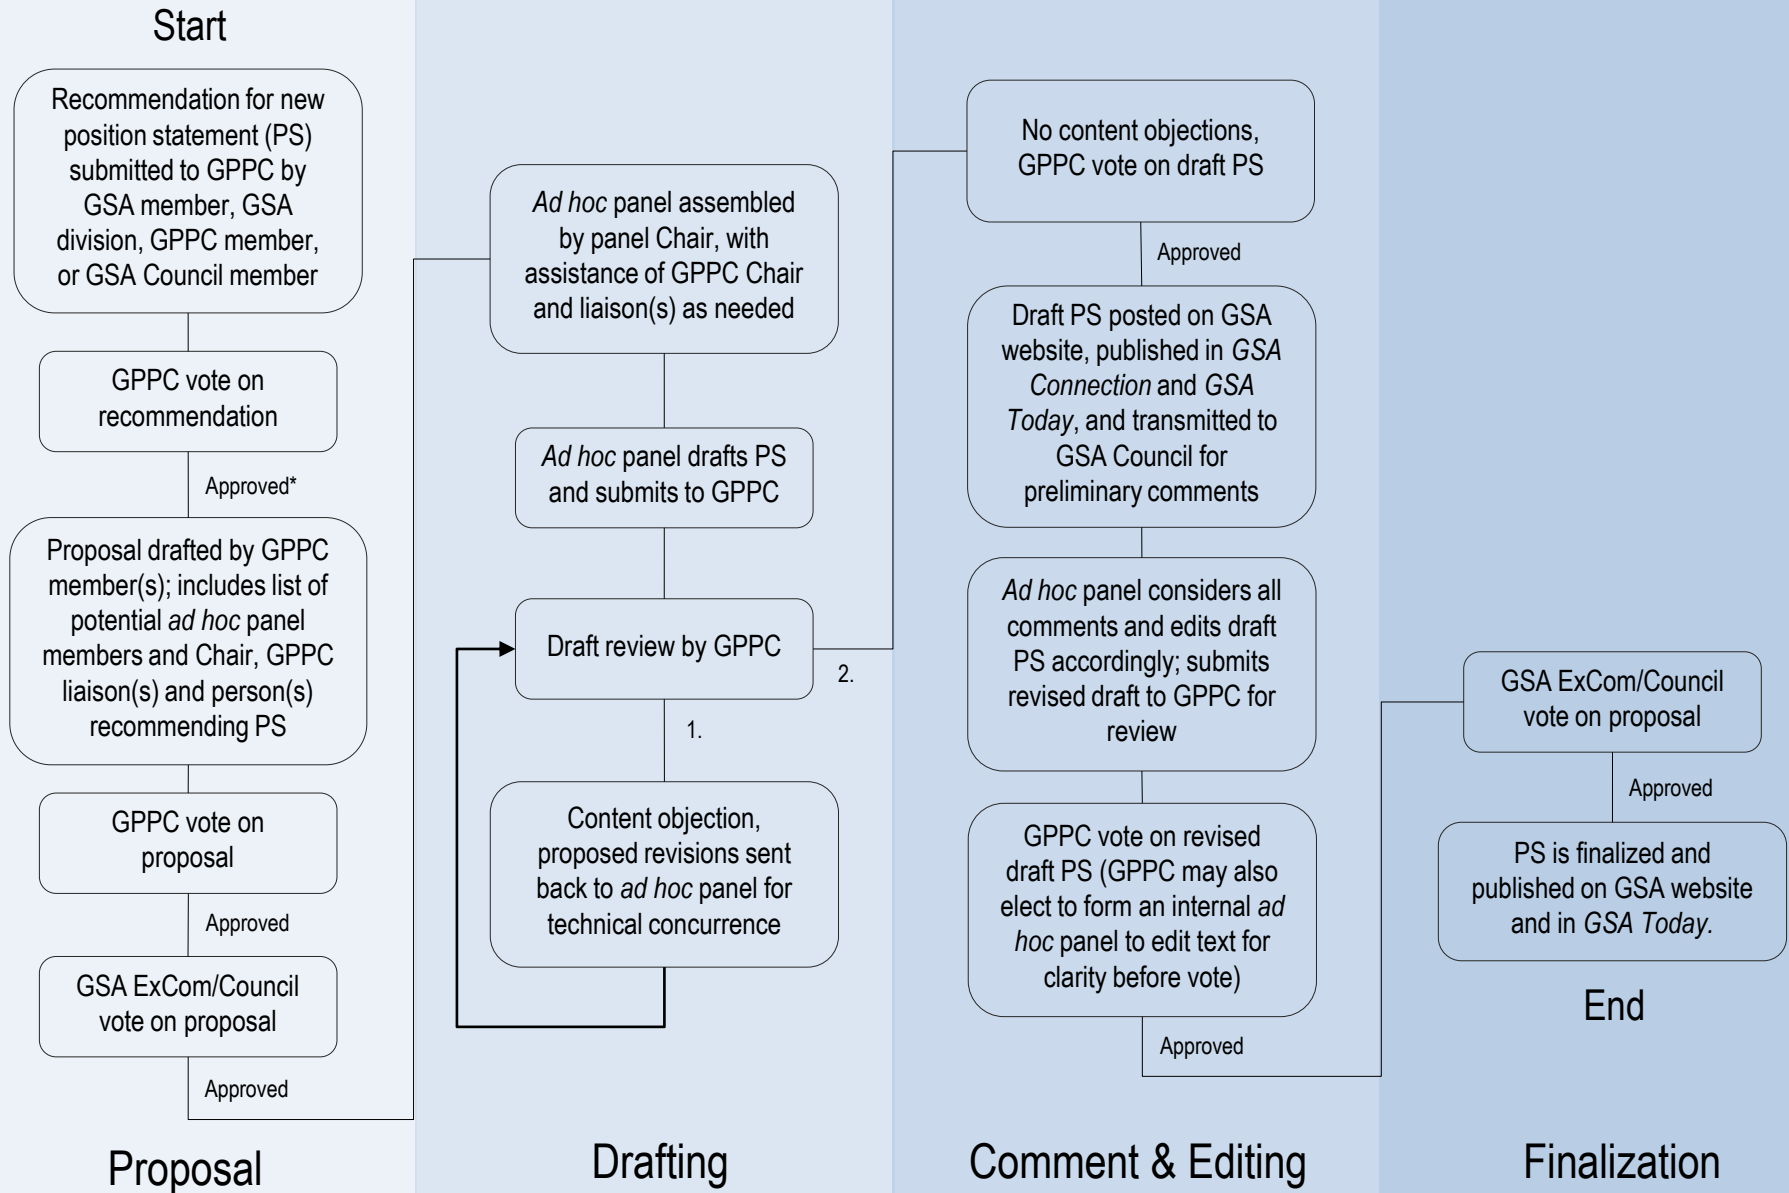 Start
Recommendation for new
position statement (PS)
submitted to GPPC by
GSA member, GSA
division, GPPC member,
or GSA Council member
GPPC vote on
recommendation
Approved*
Proposal drafted by GPPC
member(s); includes list of
potential ad hoc panel
members and Chair, GPPC
liaison(s) and person(s)
recommending PS
GPPC vote on
proposal
Approved
GSA ExCom/Council
vote on proposal
Approved
Proposal
Ad hoc panel assembled
by panel Chair, with
assistance of GPPC Chair
and liaison(s) as needed
Ad hoc panel drafts PS
and submits to GPPC
Draft review by GPPC
2.
1.
Content objection,
proposed revisions sent
back to ad hoc panel for
technical concurrence
Drafting
No content objections,
GPPC vote on draft PS
Approved
Draft PS posted on GSA
website, published in GSA
Connection and GSA
Today, and transmitted to
GSA Council for
preliminary comments
Ad hoc panel considers all
comments and edits draft
PS accordingly; submits
revised draft to GPPC for
review
GPPC vote on revised
draft PS (GPPC may also
elect to form an internal ad
hoc panel to edit text for
clarity before vote)
Approved
Comment & Editing
GSA ExCom/Council
vote on proposal
Approved
PS is finalized and
published on GSA website
and in GSA Today.
End
Finalization